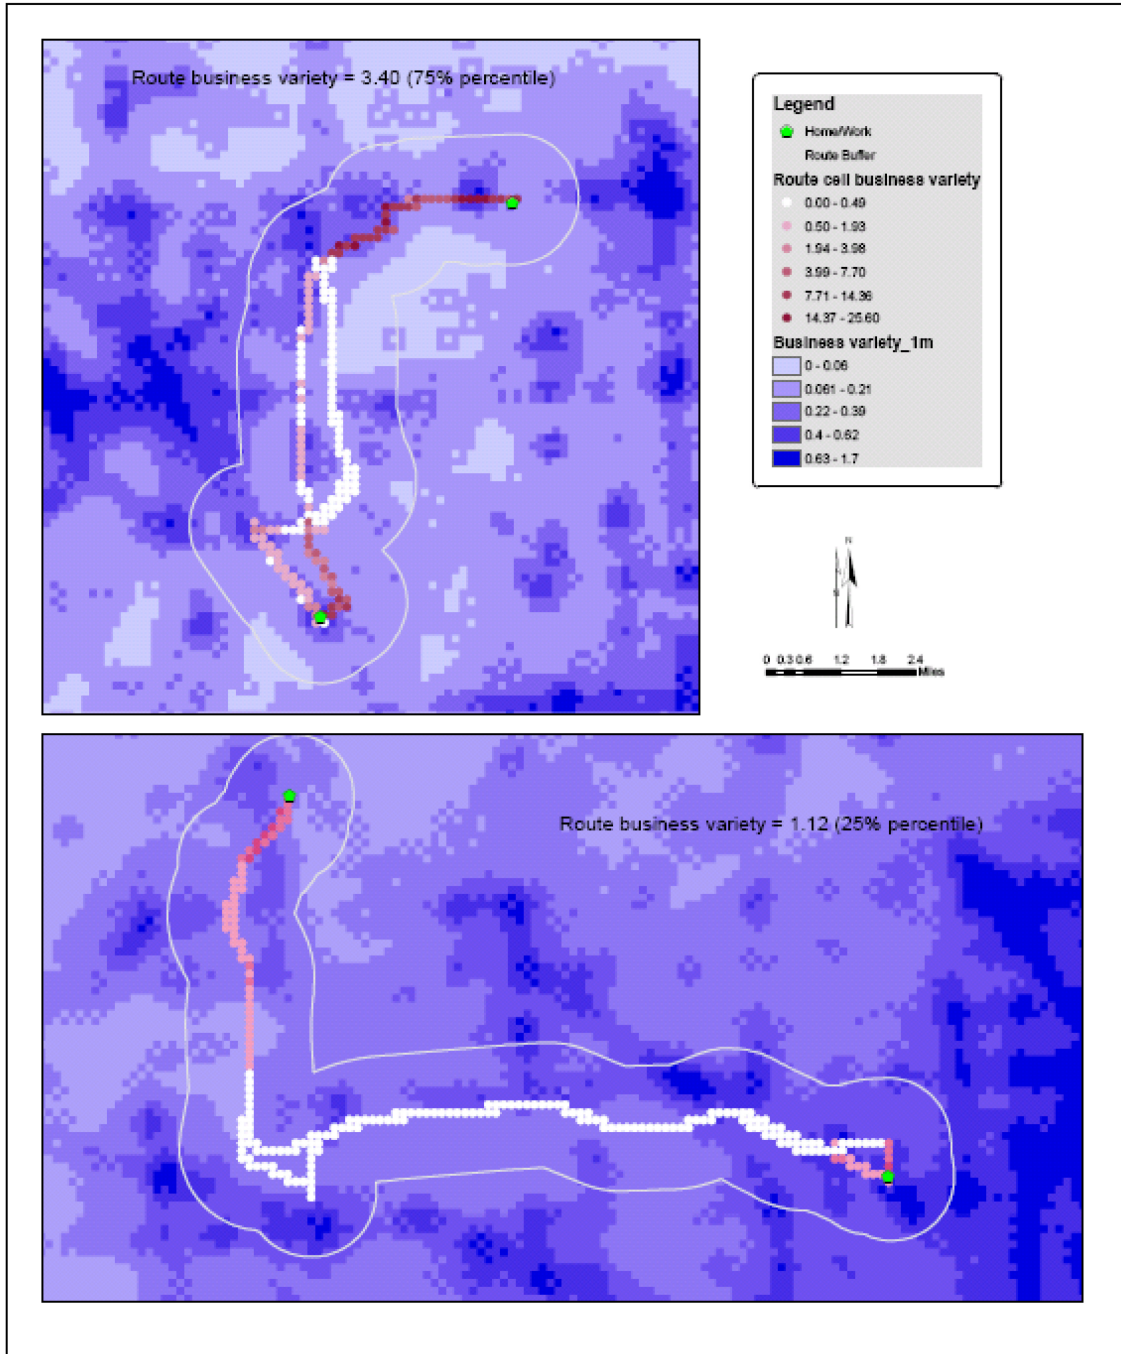 Route business variety = 3.40 (75% percentile)
Legend
Home/Work
Route Buffer
Route cell business variety
0.00 - 0.49
0.50 - 1.93
1.94 - 3.98
3.99 - 7.70
7.71 - 14.36
14.37 - 25.60
Business variety_1m
0 - 0.06
0.061 - 0.21
0.22 - 0.39
0.4 - 0.62
0.63 - 1.7
N
N
0 0.3 0.6 1.2 1.8 2.4
Miles
Route business variety = 1.12 (25% percentile)